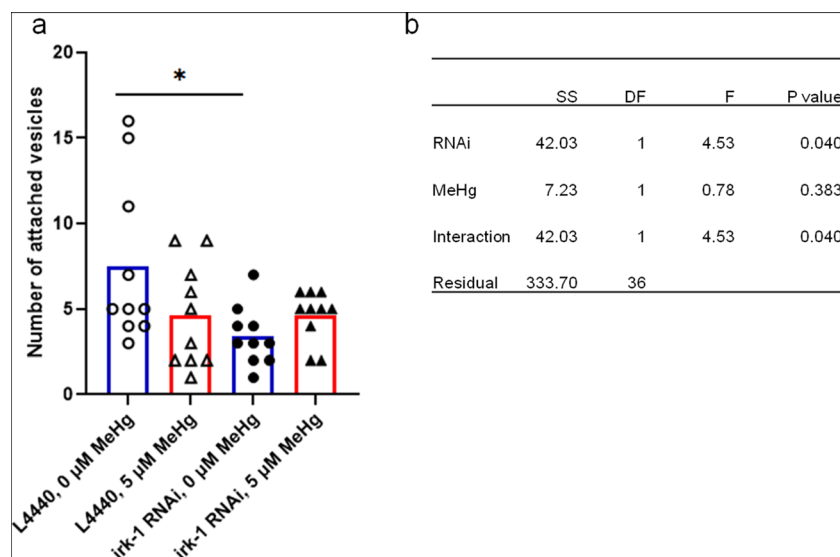 a
20
*
15
10
5
0
Number of attached vesicles
L4440, 0 µM MeHg
L4440, 5 µM MeHg
irk-1 RNAi, 0 µM MeHg
irk-1 RNAi, 5 µM MeHg
b
SS DF F P value
RNAi 42.03 1 4.53 0.040
MeHg 7.23 1 0.78 0.383
Interaction 42.03 1 4.53 0.040
Residual 333.70 36